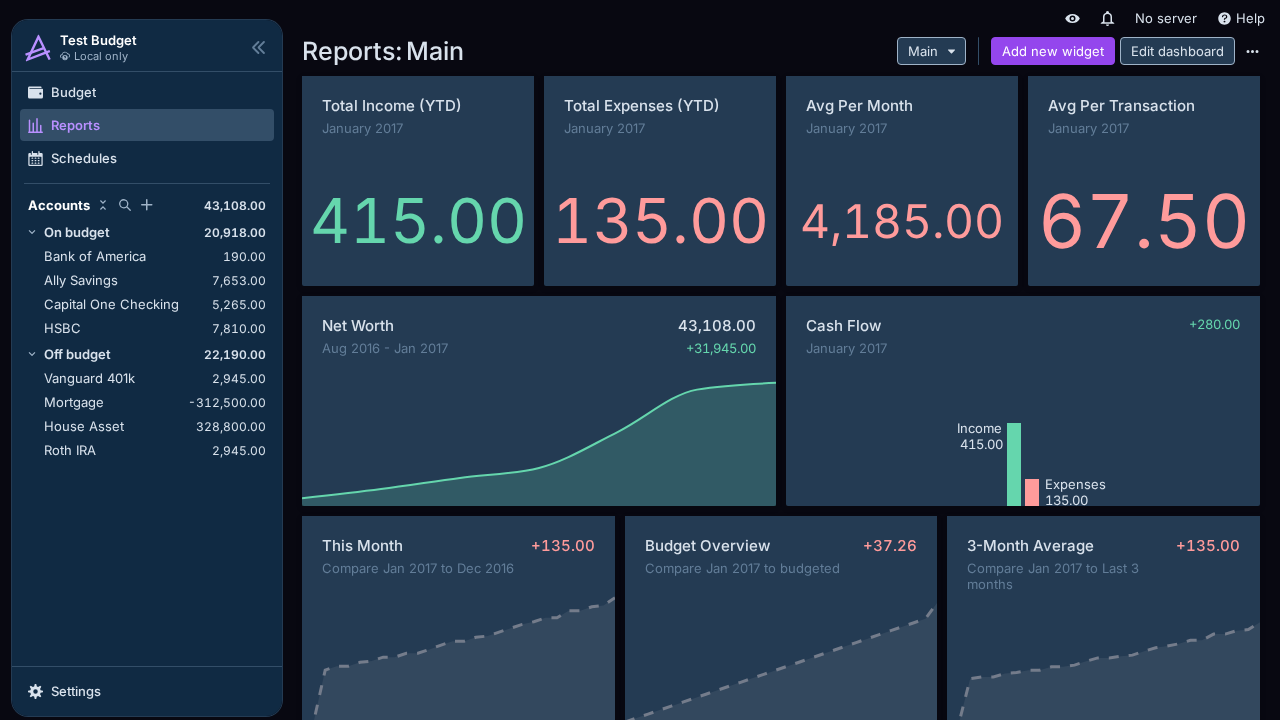 No server
Help
Test Budget
Local only
Budget
Reports
Schedules
Accounts 43,108.00
On budget 20,918.00
Bank of America 190.00
Ally Savings 7,653.00
Capital One Checking 5,265.00
HSBC 7,810.00
Off budget 22,190.00
Vanguard 401k 2,945.00
Mortgage -312,500.00
House Asset 328,800.00
Roth IRA 2,945.00
Settings
Reports: Main
Main
Add new widget
Edit dashboard
Total Income (YTD)
January 2017
415.00
Total Expenses (YTD)
January 2017
135.00
Avg Per Month
January 2017
4,185.00
Avg Per Transaction
January 2017
67.50
Net Worth 43,108.00
Aug 2016 - Jan 2017 +31,945.00
Cash Flow +280.00
January 2017
Income
415.00
Expenses
135.00
This Month +135.00
Compare Jan 2017 to Dec 2016
Budget Overview +37.26
Compare Jan 2017 to budgeted
3-Month Average +135.00
Compare Jan 2017 to Last 3
months